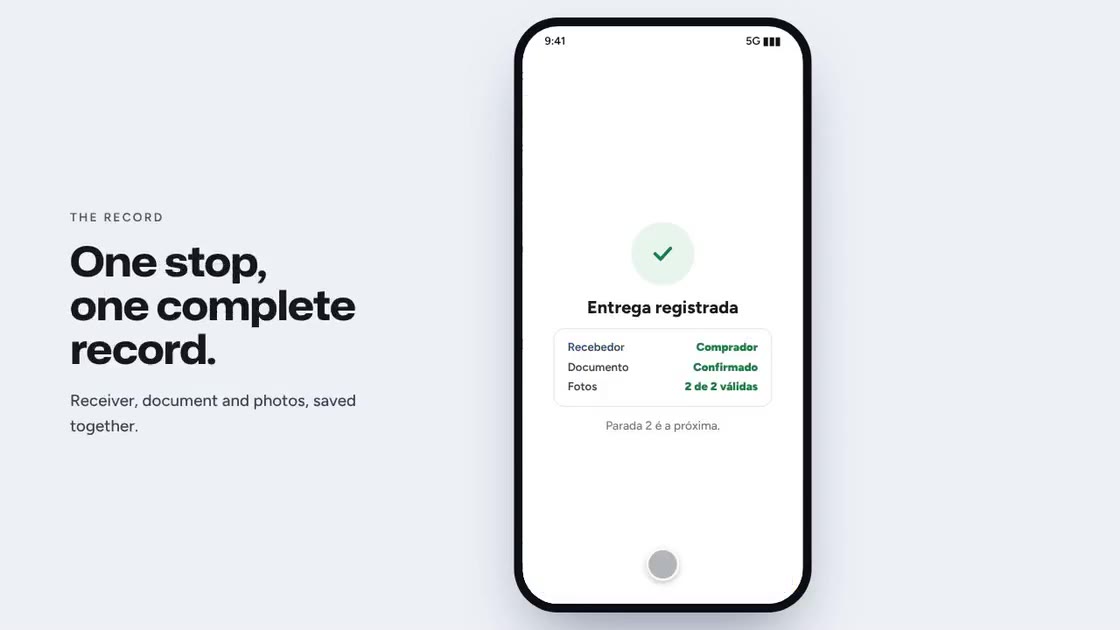 THE RECORD
One stop,
one complete
record.
Receiver, document and photos, saved
together.
9:41 5G
Entrega registrada
Recebedor Comprador
Documento Confirmado
Fotos 2 de 2 válidas
Parada 2 é a próxima.